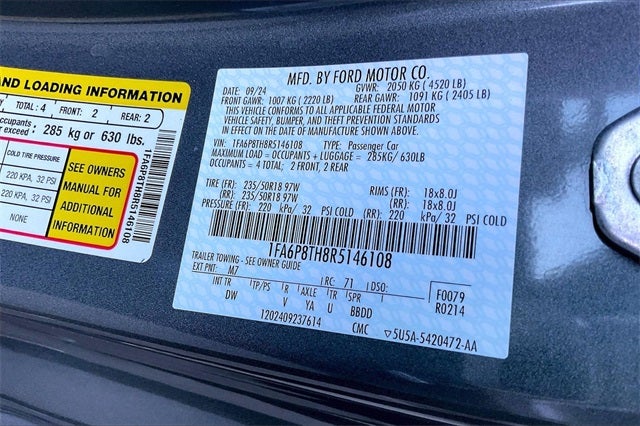 AND LOADING INFORMATION
TOTAL: 4 FRONT: 2 REAR: 2
occupants
exceed: 285 kg or 630 lbs.
COLD TIRE PRESSURE
220 KPA, 32 PSI
220 KPA, 32 PSI
NONE
SEE OWNERS
MANUAL FOR
ADDITIONAL
INFORMATION
1FA6P8TH8R5146108
MFD. BY FORD MOTOR CO.
DATE: 09/24 GVWR: 2050 KG ( 4520 LB)
FRONT GAWR: 1007 KG ( 2220 LB) REAR GAWR: 1091 KG ( 2405 LB)
THIS VEHICLE CONFORMS TO ALL APPLICABLE FEDERAL MOTOR
VEHICLE SAFETY, BUMPER, AND THEFT PREVENTION STANDARDS
IN EFFECT ON THE DATE OF MANUFACTURE SHOWN ABOVE.
VIN: 1FA6P8TH8R5146108 TYPE: Passenger Car
MAXIMUM LOAD = OCCUPANTS + LUGGAGE = 285KG/ 630LB
OCCUPANTS = 4 TOTAL; 2 FRONT, 2 REAR
TIRE (FR): 235/50R18 97W RIMS (FR): 18x8.0J
(RR): 235/50R18 97W (RR): 18x8.0J
PRESSURE (FR): 220 kPa/ 32 PSI COLD (RR): 220 kPa/ 32 PSI COLD
1FA6P8TH8R5146108
TRAILER TOWING - SEE OWNER GUIDE
EXT PNT: M7 RC: 71 DSO:
INT TR TP/PS R AXLE TR SPR F0079
DW V YA U BBDD R0214
1202409237614 CMC 5U5A-5420472-AA